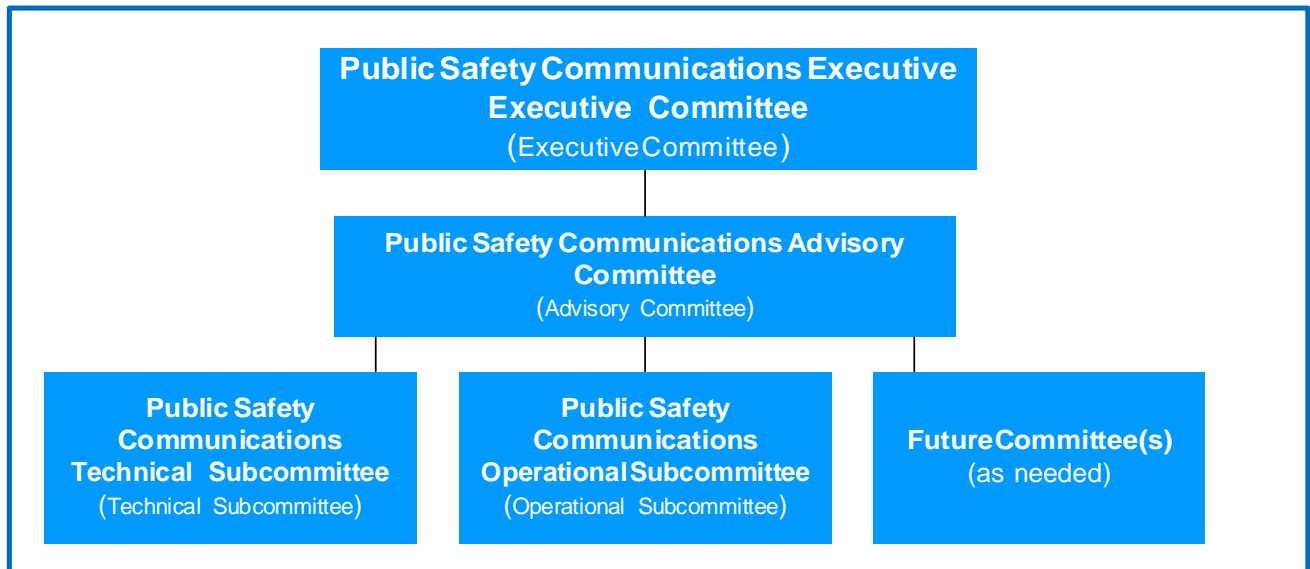 Public Safety Communications Executive
Executive Committee
(Executive Committee)
Public Safety Communications Advisory
Committee
(Advisory Committee)
Public Safety
Communications
Technical Subcommittee
(Technical Subcommittee)
Public Safety
Communications
Operational Subcommittee
(Operational Subcommittee)
Future Committee(s)
(as needed)